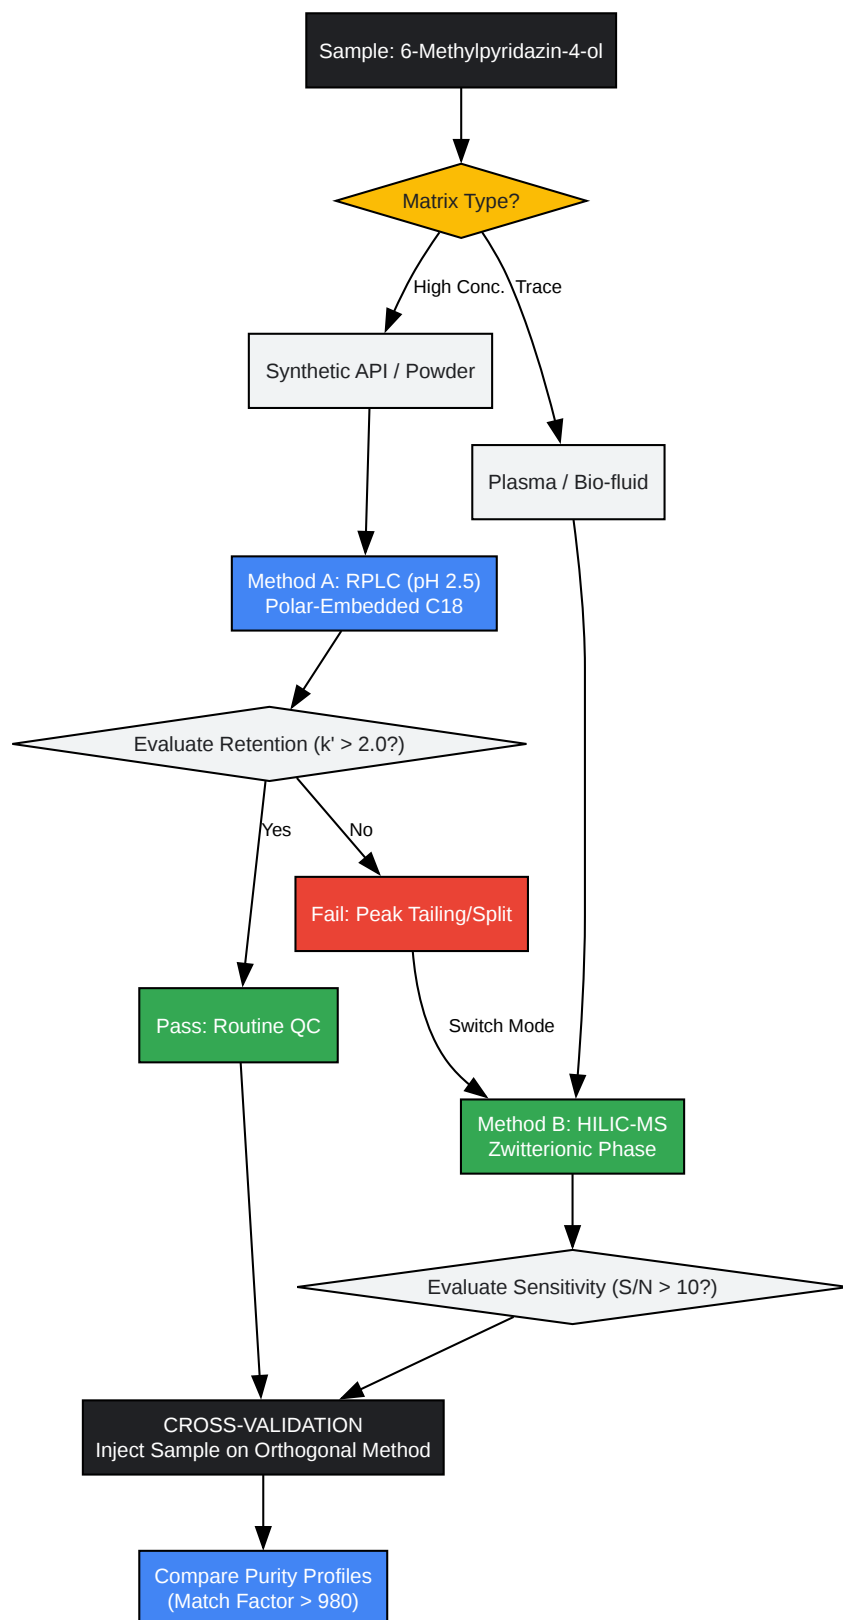 Sample: 6-Methylpyridazin-4-ol
Matrix Type?
High Conc.
Trace
Synthetic API / Powder
Plasma / Bio-fluid
Method A: RPLC (pH 2.5)
Polar-Embedded C18
Evaluate Retention (k' > 2.0?)
Yes
No
Fail: Peak Tailing/Split
Pass: Routine QC
Switch Mode
Method B: HILIC-MS
Zwitterionic Phase
Evaluate Sensitivity (S/N > 10?)
CROSS-VALIDATION
Inject Sample on Orthogonal Method
Compare Purity Profiles
(Match Factor > 980)